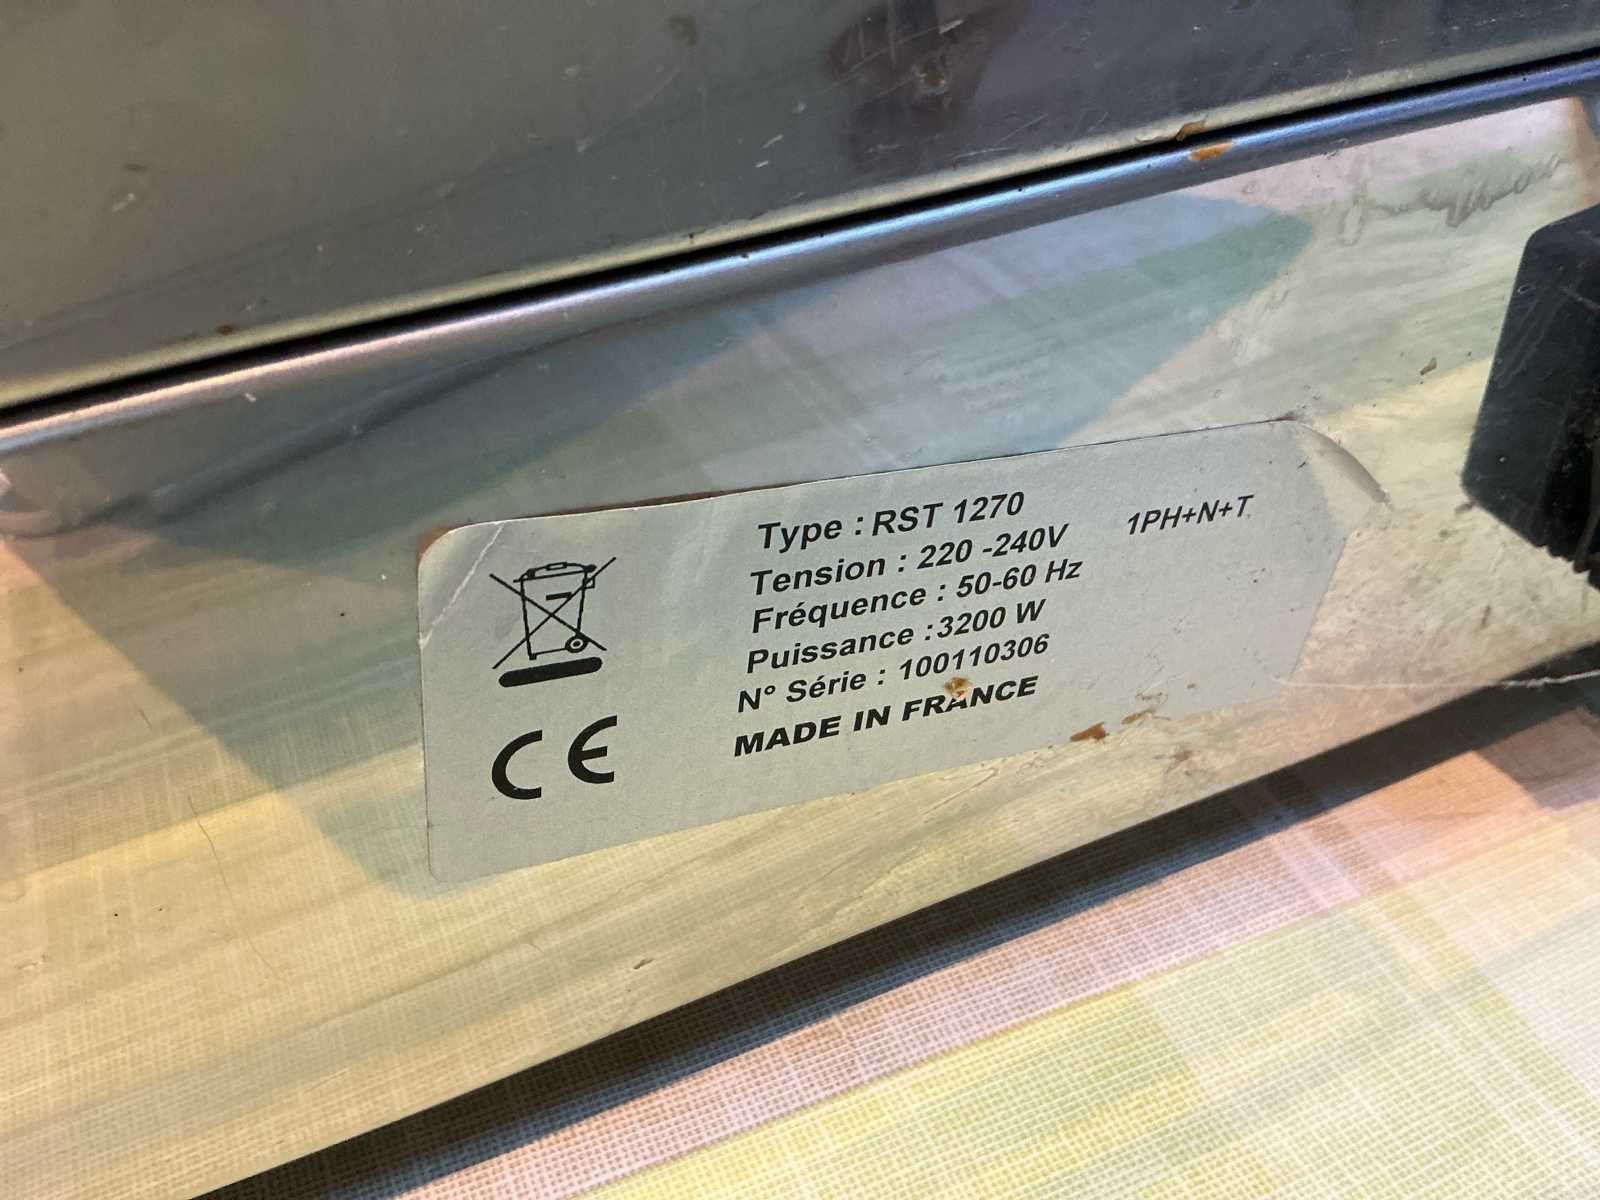 Type : RST 1270
Tension : 220 -240V 1PH+N+T
Fréquence : 50-60 Hz
Puissance :3200 W
N° Série : 100110306
MADE IN FRANCE
CE